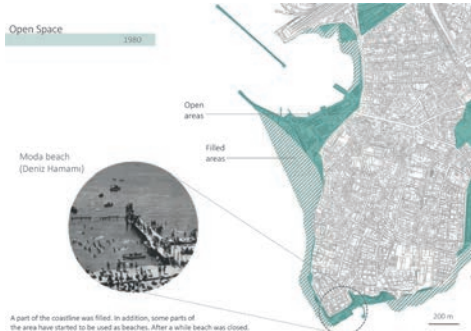 Open Space
1980
Open
areas
Filled
areas
Moda beach
(Deniz Hamamı)
A part of the coastline was filled. In addition, some parts of
the area have started to be used as beaches. After a while beach was closed.
200 m